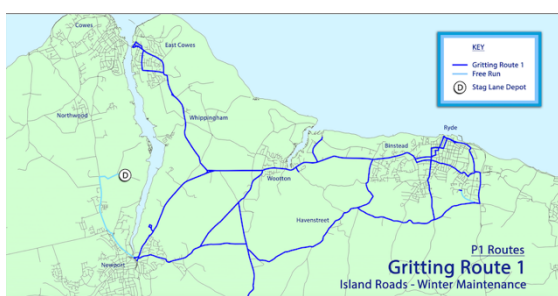 Cowes
East Cowes
KEY
Gritting Route 1
Free Run
D Stag Lane Depot
Northwood
Whippingham
Ryde
Binstead
D
Wootton
Havenstreet
Newport
P1 Routes
Gritting Route 1
Island Roads - Winter Maintenance